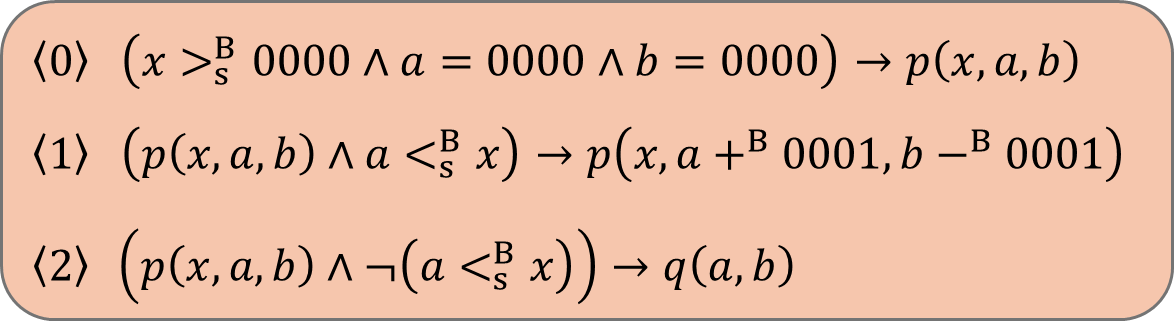 ⟨0⟩ (x >ₛᴮ 0000 ∧ a = 0000 ∧ b = 0000) → p(x, a, b)
⟨1⟩ (p(x, a, b) ∧ a <ₛᴮ x) → p(x, a +ᴮ 0001, b −ᴮ 0001)
⟨2⟩ (p(x, a, b) ∧ ¬(a <ₛᴮ x)) → q(a, b)